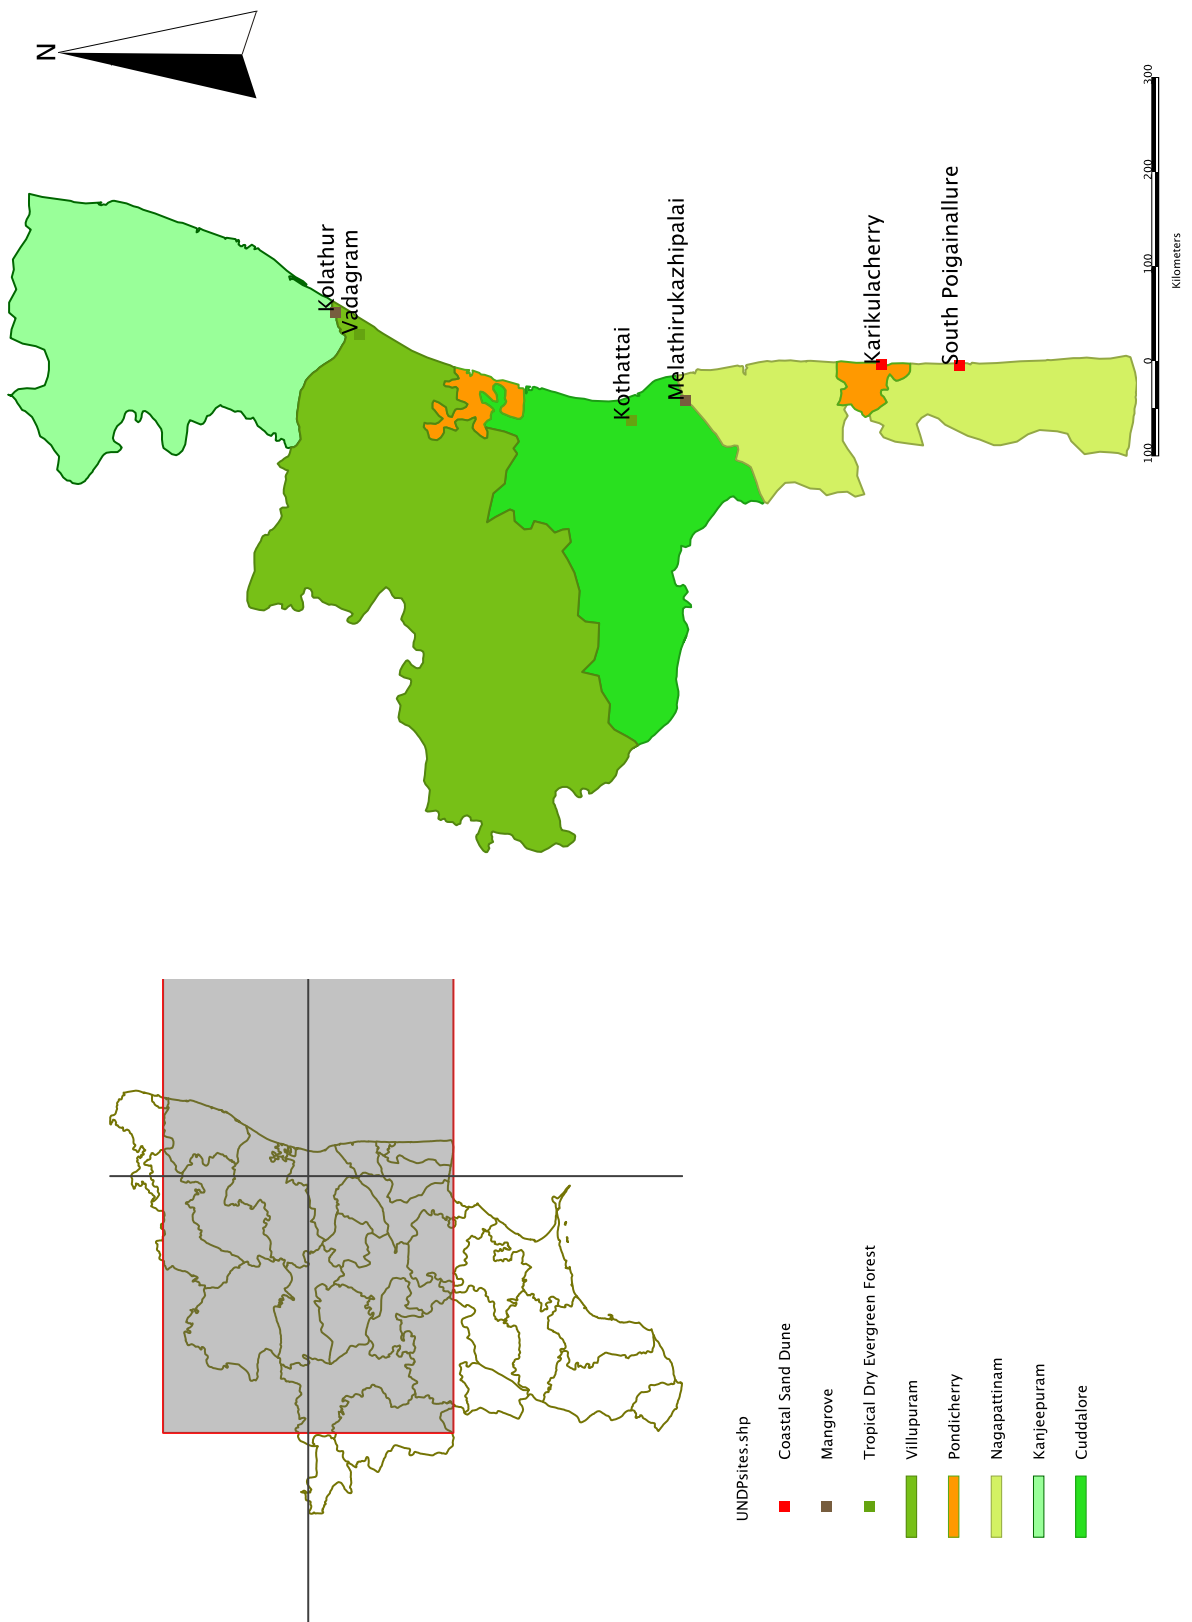 N
Kolathur
Vadagram
Kothattai
Melathirukazhipalai
Karikulacherry
South Poigainallure
100 0 100 200 300
Kilometers
UNDPsites.shp
Coastal Sand Dune
Mangrove
Tropical Dry Evergreen Forest
Villupuram
Pondicherry
Nagapattinam
Kanjeepuram
Cuddalore